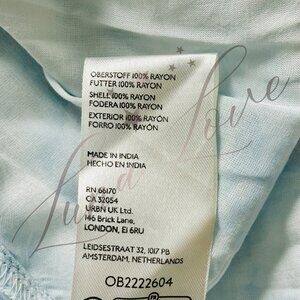 OBERSTOFF 100% RAYON
FUTTER 100% RAYON
SHELL 100% RAYON
FODERA 100% RAYON
EXTERIOR 100% RAYÓN
FORRO 100% RAYÓN
MADE IN INDIA
HECHO EN INDIA
RN 66170
CA 32054
URBN UK Ltd.
146 Brick Lane,
LONDON, E1 6RU
LEIDSESTRAAT 32, 1017 PB
AMSTERDAM, NETHERLANDS
OB2222604
Love